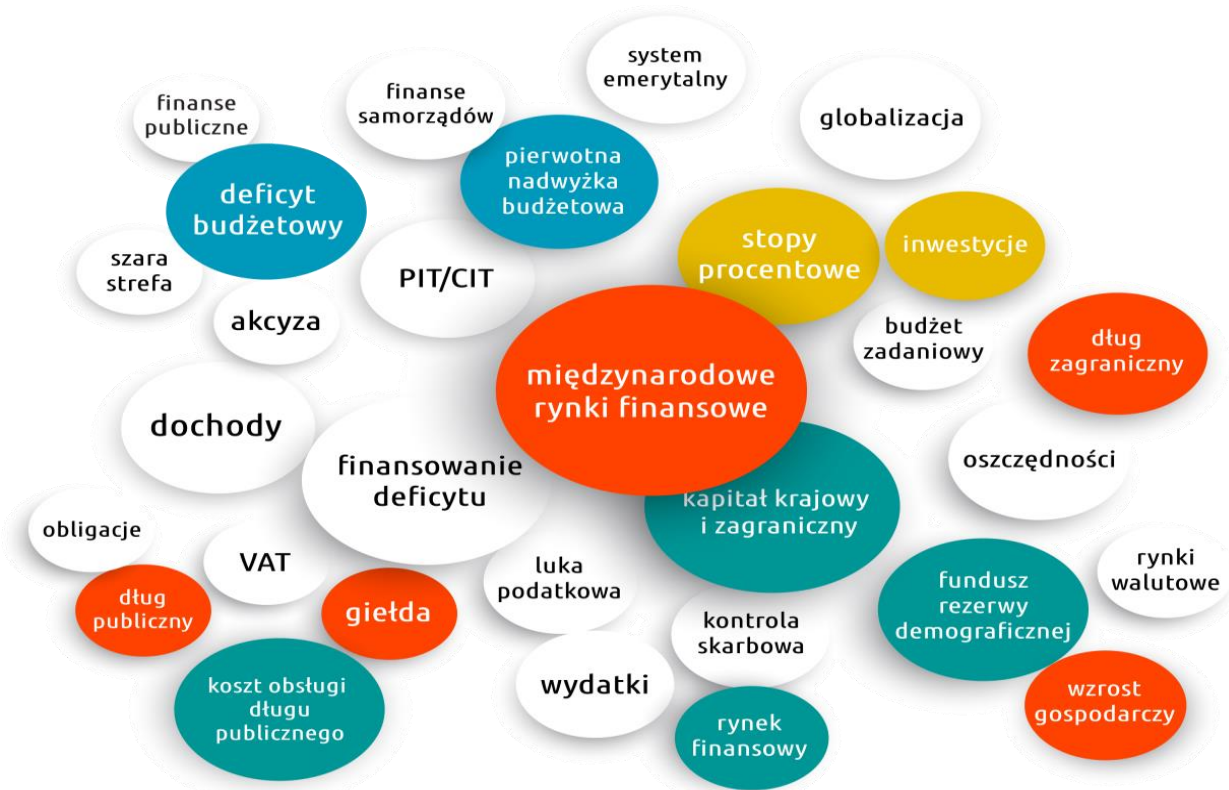 system
emerytalny
finanse
publiczne
finanse
samorządów
globalizacja
pierwotna
nadwyżka
budżetowa
deficyt
budżetowy
stopy
procentowe
inwestycje
szara
strefa
PIT/CIT
akcyza
budżet
zadaniowy
dług
zagraniczny
międzynarodowe
rynki finansowe
dochody
finansowanie
deficytu
oszczędności
kapitał krajowy
i zagraniczny
obligacje
VAT
luka
podatkowa
rynki
walutowe
fundusz
rezerwy
demograficznej
dług
publiczny
giełda
kontrola
skarbowa
koszt obsługi
długu
publicznego
wydatki
wzrost
gospodarczy
rynek
finansowy